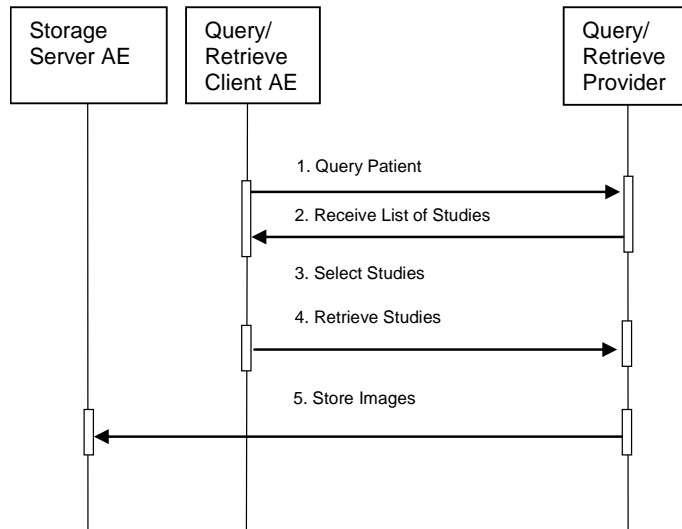 Storage
Server AE
Query/
Retrieve
Client AE
Query/
Retrieve
Provider
1. Query Patient
2. Receive List of Studies
3. Select Studies
4. Retrieve Studies
5. Store Images